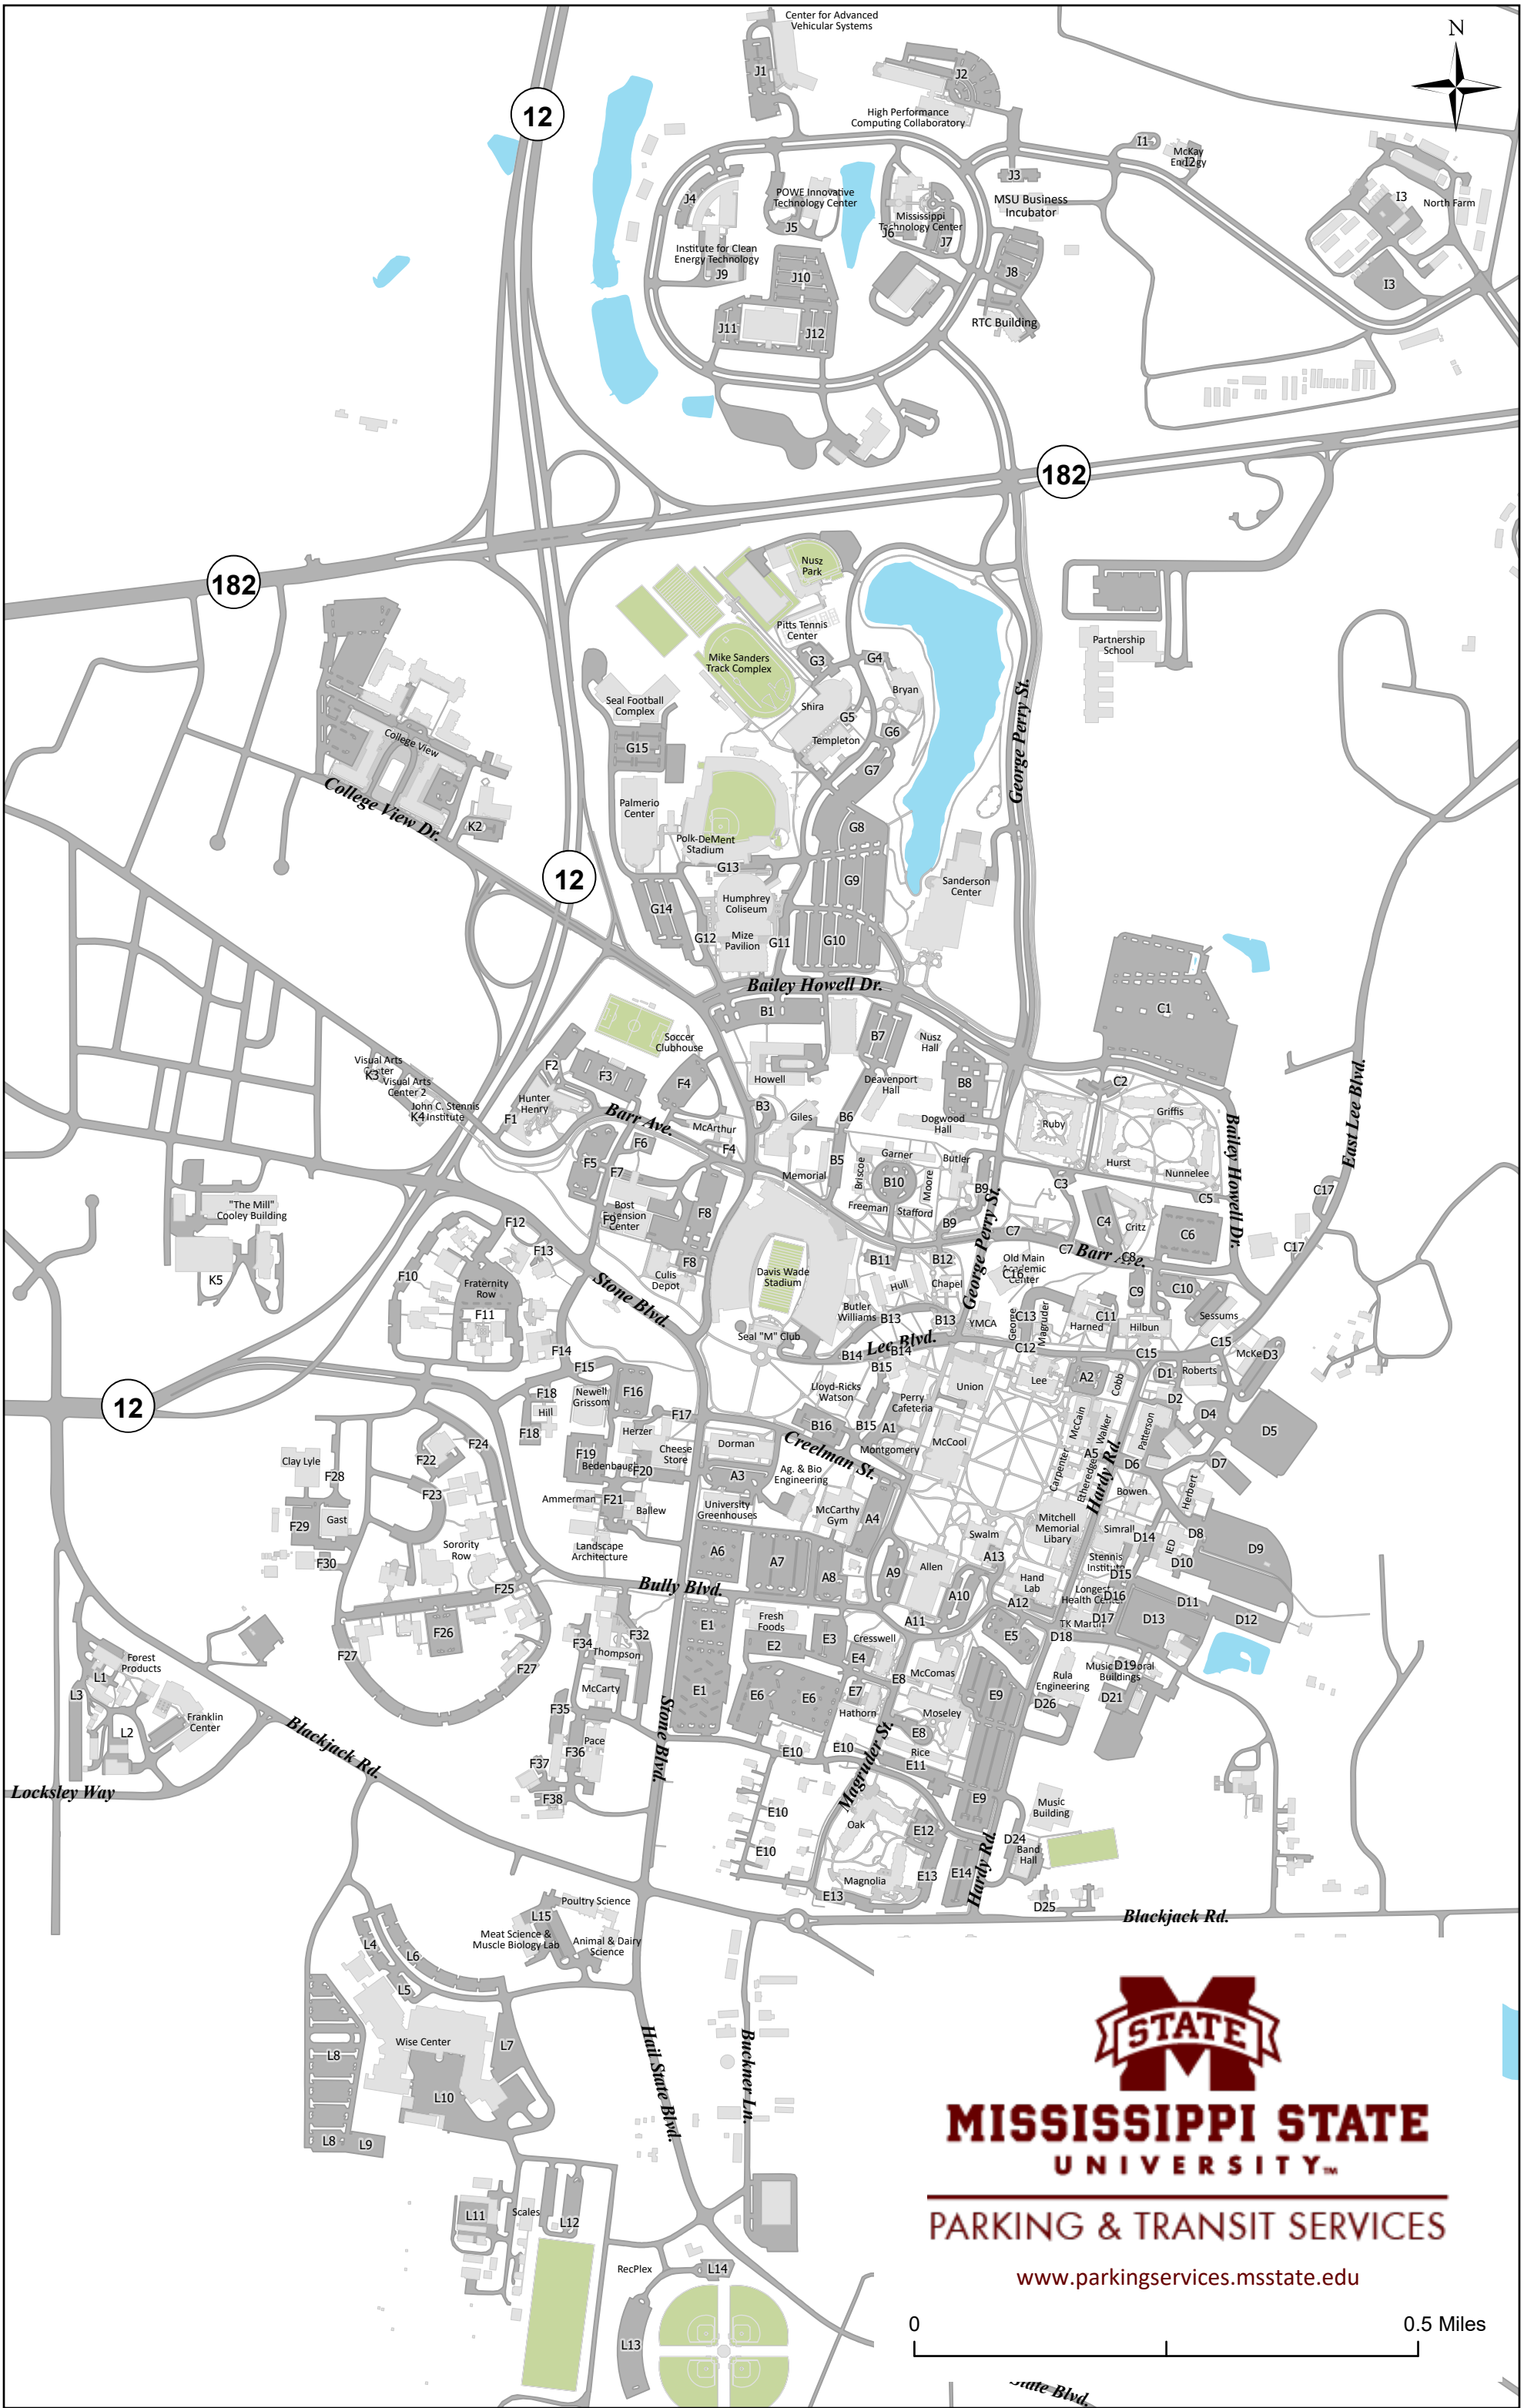 Center for Advanced
Vehicular Systems
N
J1
J2
12
High Performance
Computing Collaboratory
I1
McKay
Energy
I2
J3
J4
POWE Innovative
Technology Center
MSU Business
Incubator
I3
North Farm
Mississippi
Technology Center
J5
J6
J7
Institute for Clean
Energy Technology
J9
J10
J8
I3
J11
J12
RTC Building
182
182
Nusz
Park
Pitts Tennis
Center
Partnership
School
Mike Sanders
Track Complex
G3
G4
Bryan
Seal Football
Complex
Shira
G5
G6
Templeton
George Perry St.
College View
G15
G7
College View Dr.
K2
Palmerio
Center
Polk-DeMent
Stadium
G8
G13
12
G9
Sanderson
Center
Humphrey
Coliseum
G14
G12
Mize
Pavilion
G11
G10
Bailey Howell Dr.
B1
C1
Soccer
Clubhouse
B7
Nusz
Hall
Visual Arts
Center
K3
Visual Arts
Center 2
John C. Stennis
Institute
K4
F2
F3
F4
Howell
Deavenport
Hall
B8
C2
East Lee Blvd.
F1
Hunter
Henry
Barr Ave.
McArthur
B3
Giles
B6
Dogwood
Hall
Ruby
Griffis
Bailey Howell Dr.
F6
F4
F5
F7
Memorial
B5
Garner
Butler
Hurst
Nunnelee
Briscoe
B10
Moore
B9
C3
C5
C17
"The Mill"
Cooley Building
Bost
Extension
Center
F9
F8
Freeman
Stafford
B9
George Perry St.
C4
Critz
C6
F12
F13
C7
C7
Barr Ave.
C8
C17
K5
F10
Fraternity
Row
Stone Blvd.
Culis
Depot
F8
Davis Wade
Stadium
B11
B12
Old Main
Academic
Center
C16
Hull
Chapel
C9
C10
F11
Butler
Williams
B13
B13
YMCA
George
C13
Magruder
Harned
C11
Hilbun
Sessums
Seal "M" Club
Lee Blvd.
B14
B14
C12
C15
C15
McKee
D3
F14
F15
B15
12
F18
Newell
Grissom
F16
Lloyd-Ricks
Watson
Perry
Cafeteria
Union
Lee
A2
Cobb
D1
Roberts
D2
Hill
F18
F17
B16
B15
A1
McCain
Walker
Patterson
D4
D5
Herzer
Creelman St.
Montgomery
McCool
F24
F19
Cheese
Store
Dorman
Clay Lyle
F22
F28
Bedenbaugh
F20
A3
Ag. & Bio
Engineering
Carpenter
Etheredge
A5
Hardy Rd.
D6
D7
F23
Ammerman
F21
Ballew
University
Greenhouses
McCarthy
Gym
A4
Bowen
Herbert
F29
Gast
Mitchell
Memorial
Libary
Simrall
D14
D8
Sorority
Row
Landscape
Architecture
A6
A7
Swalm
A13
IED
D10
D9
F30
A8
A9
Allen
Stennis
Institute
D15
Bully Blvd.
F25
Hand
Lab
A10
A12
Longest
Health Center
D16
D11
F26
F27
F34
F32
Thompson
E1
Fresh
Foods
E2
E3
A11
E5
D17
TK Martin
D18
D13
D12
Cresswell
E4
Forest
Products
F27
McCarty
E1
E6
E6
E7
E8
McComas
E9
Rula
Engineering
Music
D19
Buildings
L1
L3
L2
Franklin
Center
F35
Hathorn
Moseley
D26
D21
Blackjack Rd.
F36
Pace
F37
F38
Stone Blvd.
E10
E10
E8
Rice
E11
Locksley Way
Magruder St.
E10
Oak
E12
E9
Music
Building
D24
Band
Hall
E10
Magnolia
E13
E13
E14
Hardy Rd.
D25
Blackjack Rd.
Poultry Science
L15
Meat Science &
Muscle Biology Lab
Animal & Dairy
Science
L4
L6
L5
STATE
MISSISSIPPI STATE
UNIVERSITY™
PARKING & TRANSIT SERVICES
www.parkingservices.msstate.edu
Wise Center
L7
L8
L10
Hail State Blvd.
Buckner Ln.
L8
L9
L11
Scales
L12
RecPlex
L14
L13
0
0.5 Miles
State Blvd.